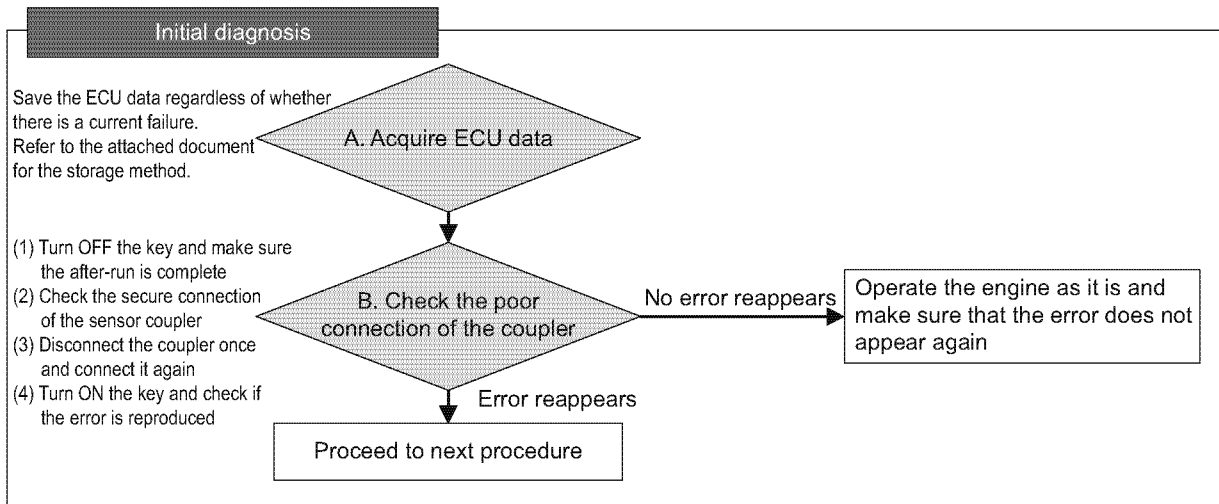 Initial diagnosis
Save the ECU data regardless of whether
there is a current failure.
Refer to the attached document
for the storage method.
A. Acquire ECU data
(1) Turn OFF the key and make sure
the after-run is complete
(2) Check the secure connection
of the sensor coupler
(3) Disconnect the coupler once
and connect it again
(4) Turn ON the key and check if
the error is reproduced
B. Check the poor
connection of the coupler
No error reappears
Operate the engine as it is and
make sure that the error does not
appear again
Error reappears
Proceed to next procedure